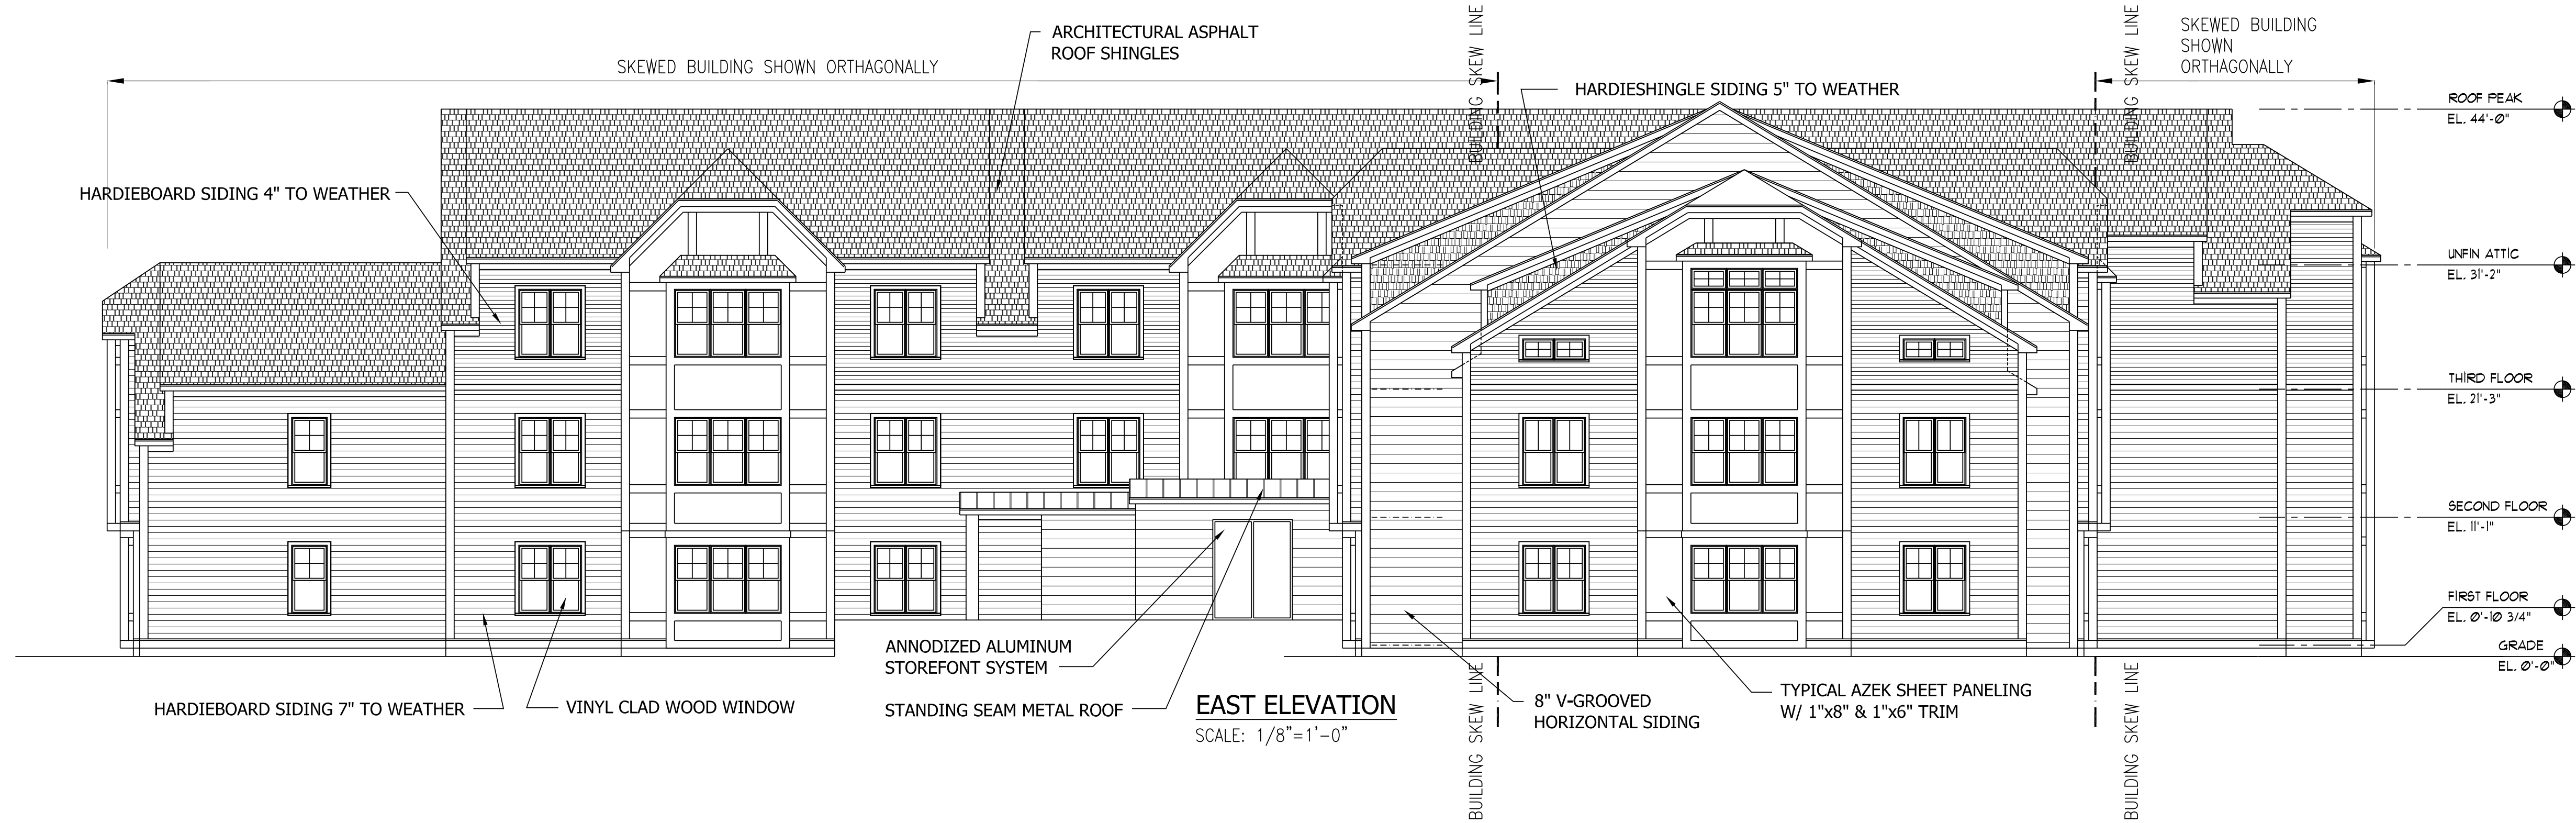 ARCHITECTURAL ASPHALT
ROOF SHINGLES
SKEWED BUILDING SHOWN ORTHAGONALLY
BUILDING SKEW LINE
BUILDING SKEW LINE
SKEWED BUILDING
SHOWN
ORTHAGONALLY
HARDIESHINGLE SIDING 5" TO WEATHER
ROOF PEAK
EL. 44'-0"
HARDIEBOARD SIDING 4" TO WEATHER
UNFIN ATTIC
EL. 31'-2"
THIRD FLOOR
EL. 21'-3"
SECOND FLOOR
EL. 11'-1"
FIRST FLOOR
EL. 0'-10 3/4"
GRADE
EL. 0'-0"
ANNODIZED ALUMINUM
STOREFONT SYSTEM
STANDING SEAM METAL ROOF
HARDIEBOARD SIDING 7" TO WEATHER
VINYL CLAD WOOD WINDOW
EAST ELEVATION
SCALE: 1/8"=1'-0"
8" V-GROOVED
HORIZONTAL SIDING
TYPICAL AZEK SHEET PANELING
W/ 1"x8" & 1"x6" TRIM
BUILDING SKEW LINE
BUILDING SKEW LINE